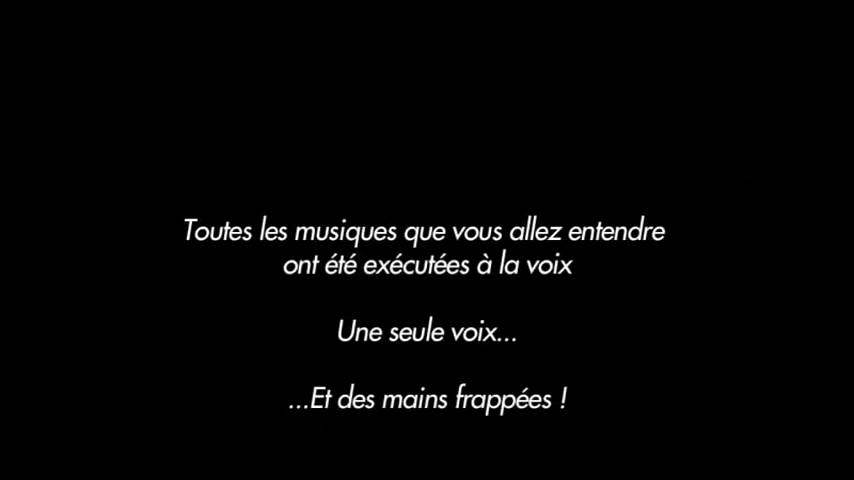 Toutes les musiques que vous allez entendre
ont été exécutées à la voix
Une seule voix...
...Et des mains frappées !